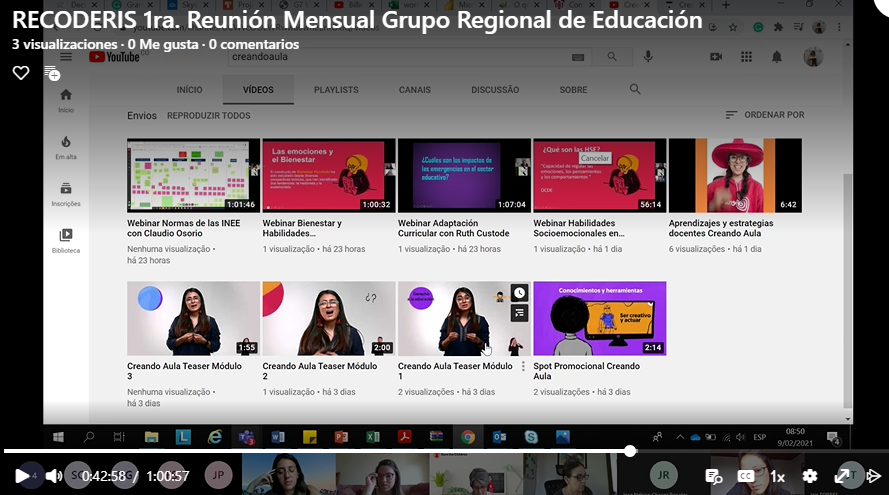 RECODERIS 1ra. Reunión Mensual Grupo Regional de Educación
3 visualizaciones · 0 Me gusta · 0 comentarios
YouTube
creandoaula
INÍCIO VÍDEOS PLAYLISTS CANAIS DISCUSSÃO SOBRE
Envios REPRODUZIR TODOS ORDENAR POR
Início
Em alta
Inscrições
Biblioteca
1:01:46
Las emociones y el Bienestar
1:00:32
¿Cuáles son los impactos de las emergencias en el sector educativo?
1:07:04
¿Qué son las HSE?
Cancelar
"Capacidad de regular
los pensamientos y los comportamientos"
OCDE
56:14
6:42
Webinar Normas de las INEE con Claudio Osorio
Nenhuma visualização •
há 23 horas
Webinar Bienestar y Habilidades...
1 visualização • há 23 horas
Webinar Adaptación Curricular con Ruth Custode
1 visualização • há 23 horas
Webinar Habilidades Socioemocionales en...
1 visualização • há 1 dia
Aprendizajes y estrategias docentes Creando Aula
6 visualizações • há 1 dia
1:55
¿?
2:00
Conocimientos y herramientas
Ser creativo y actuar
2:14
Creando Aula Teaser Módulo 3
Nenhuma visualização •
há 3 dias
Creando Aula Teaser Módulo 2
1 visualização • há 3 dias
Creando Aula Teaser Módulo 1
2 visualizações • há 3 dias
Spot Promocional Creando Aula
2 visualizações • há 3 dias
ESP
08:50
9/02/2021
0:42:58 / 1:00:57
JP
JR
CC
1x